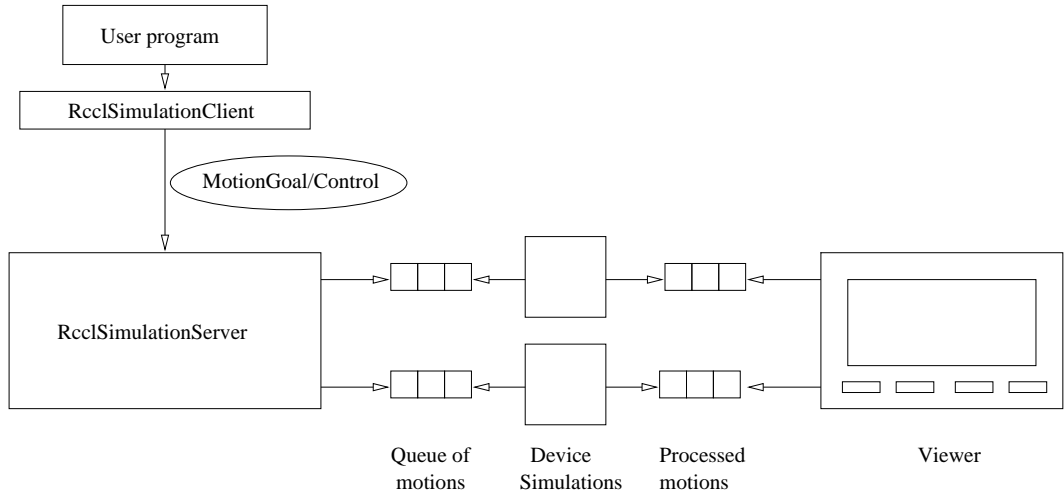 User program
RcclSimulationClient
MotionGoal/Control
RcclSimulationServer
Queue of
motions
Device
Simulations
Processed
motions
Viewer